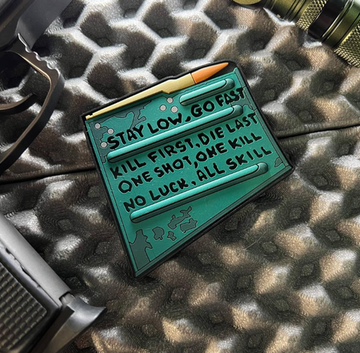 STAY LOW, GO FAST
KILL FIRST, DIE LAST
ONE SHOT, ONE KILL
NO LUCK, ALL SKILL